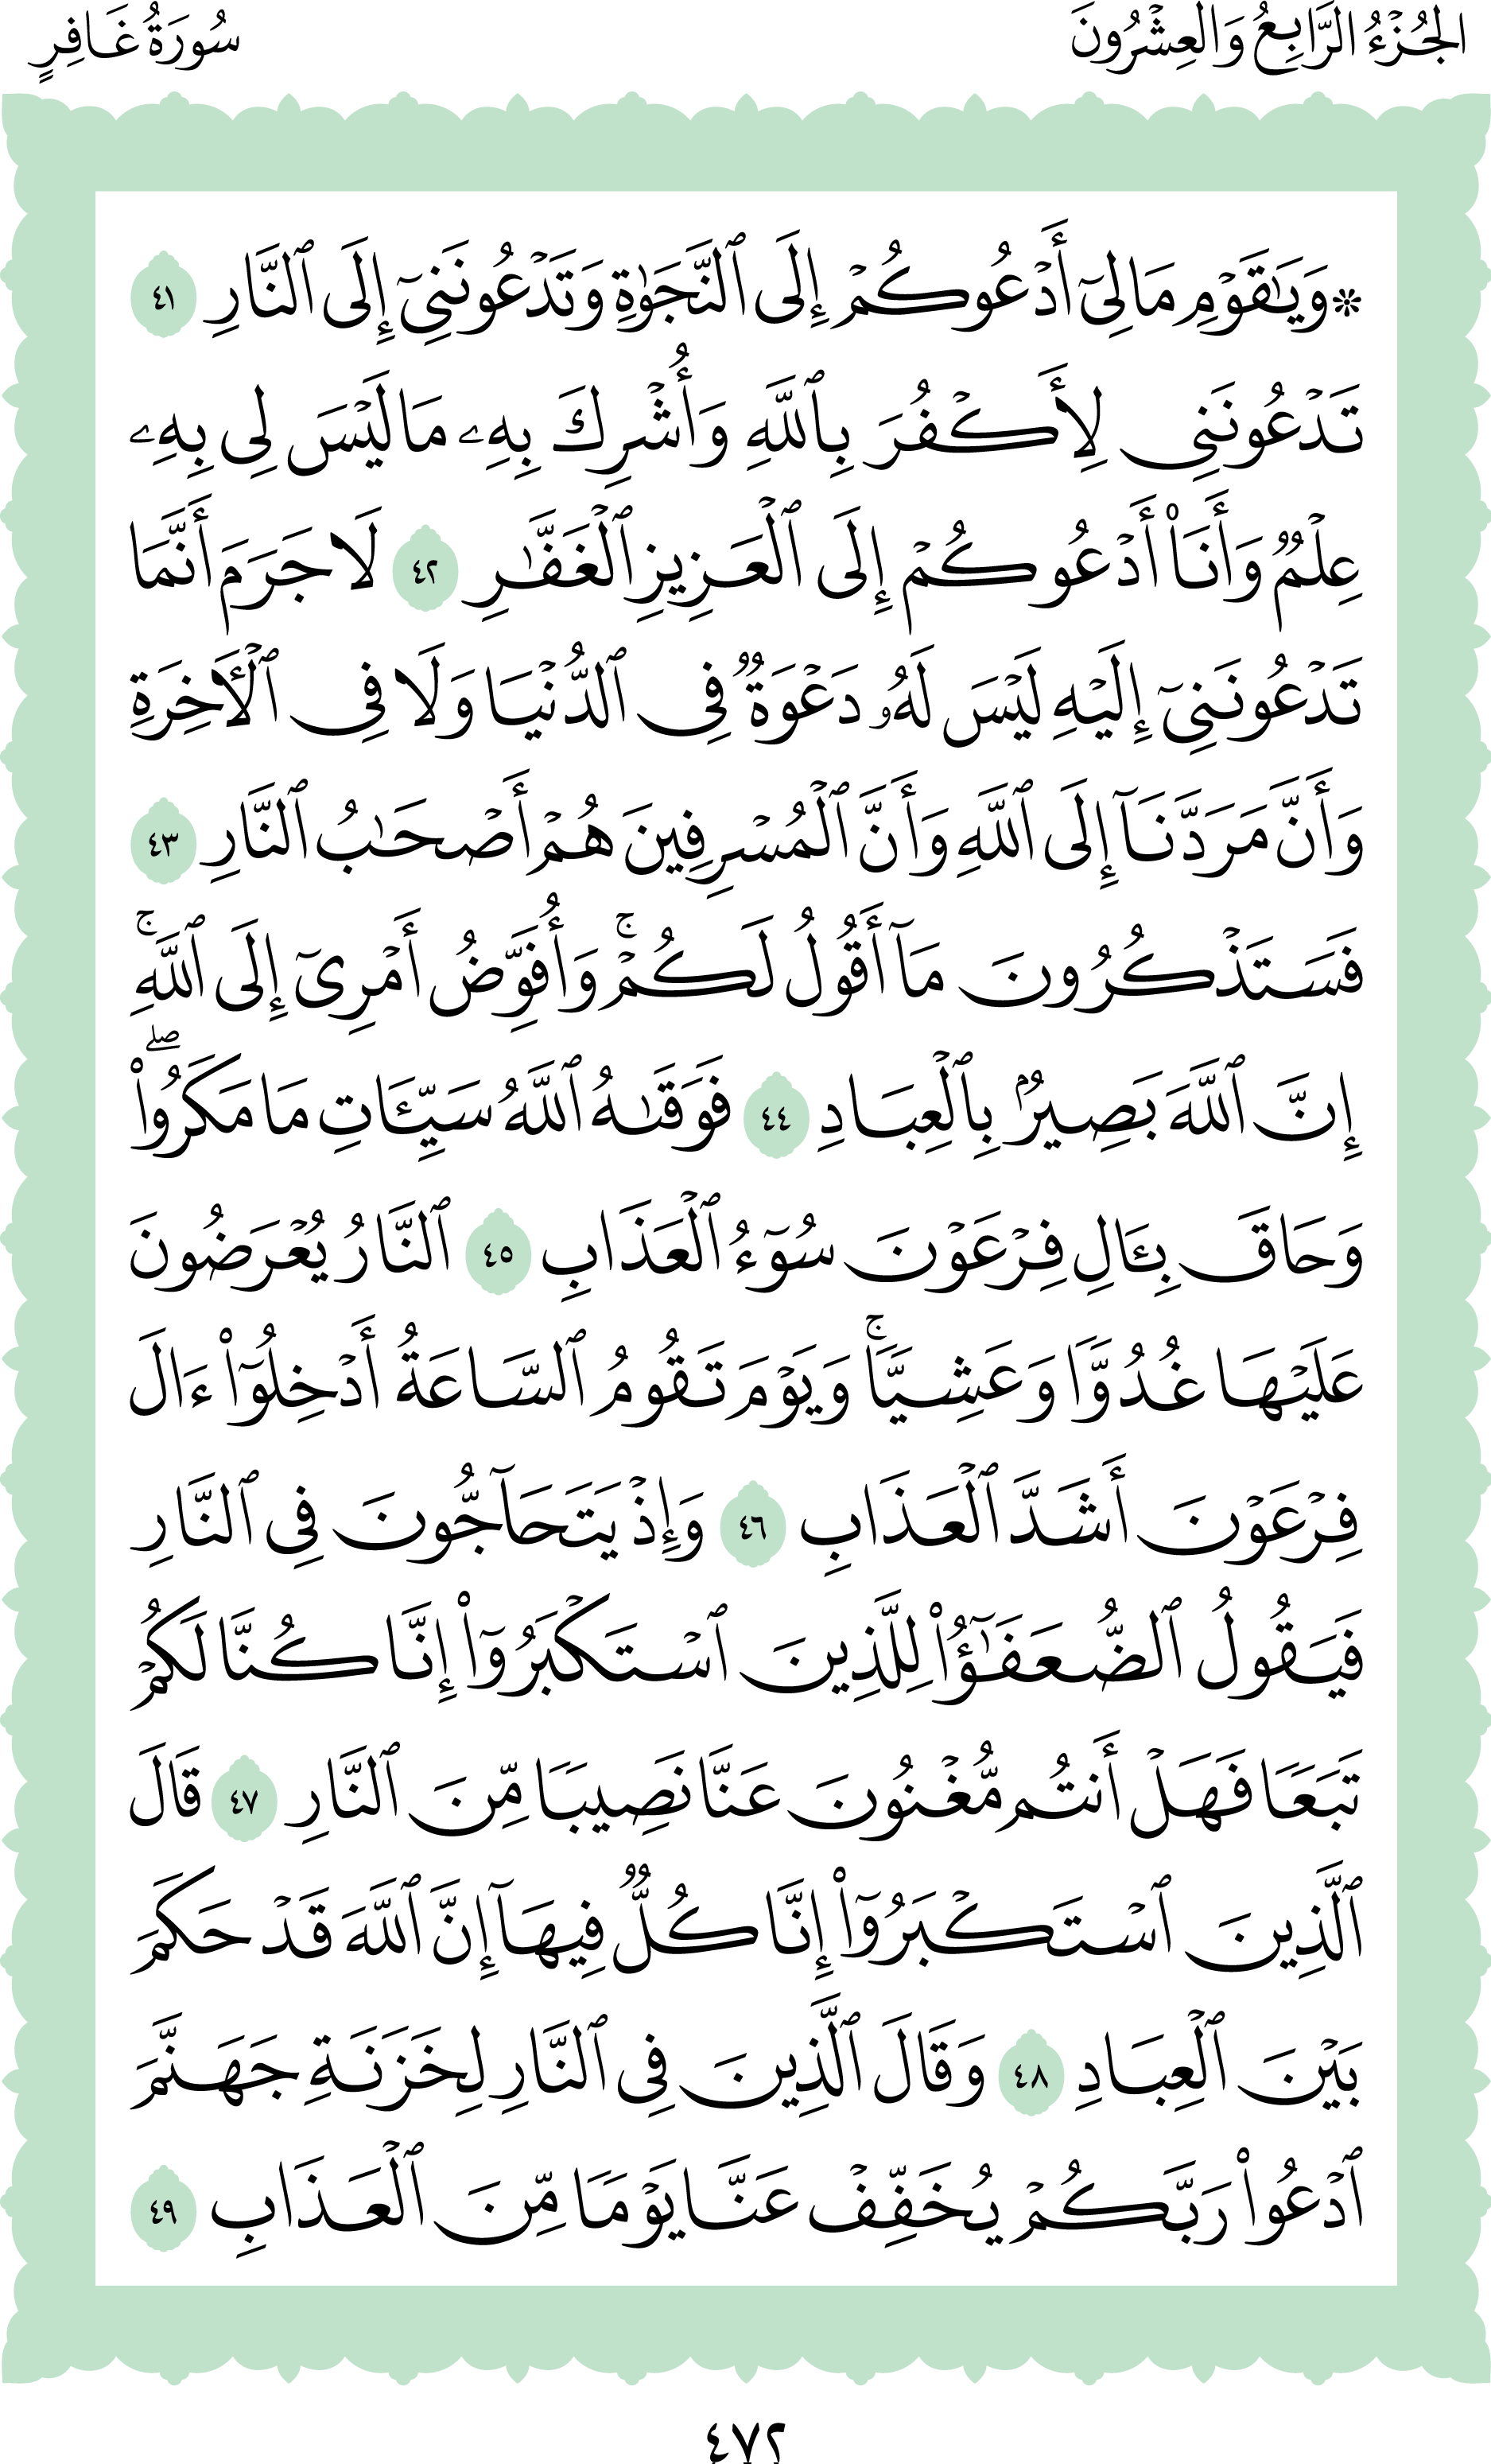 الجُزْءُ الرَّابِعُ وَالعِشْرُونَ
سُورَةُ غَافِرٍ
۞وَيَٰقَوْمِ مَالِيٓ أَدْعُوكُمْ إِلَى ٱلنَّجَوٰةِ وَتَدْعُونَنِيٓ إِلَى ٱلنَّارِ ٤١
تَدْعُونَنِي لِأَكْفُرَ بِٱللَّهِ وَأُشْرِكَ بِهِۦ مَا لَيْسَ لِي بِهِۦ
عِلْمٌ وَأَنَا۠ أَدْعُوكُمْ إِلَى ٱلْعَزِيزِ ٱلْغَفَّٰرِ ٤٢ لَا جَرَمَ أَنَّمَا
تَدْعُونَنِيٓ إِلَيْهِ لَيْسَ لَهُۥ دَعْوَةٌ فِي ٱلدُّنْيَا وَلَا فِي ٱلْأٓخِرَةِ
وَأَنَّ مَرَدَّنَآ إِلَى ٱللَّهِ وَأَنَّ ٱلْمُسْرِفِينَ هُمْ أَصْحَٰبُ ٱلنَّارِ ٤٣
فَسَتَذْكُرُونَ مَآ أَقُولُ لَكُمْۚ وَأُفَوِّضُ أَمْرِيٓ إِلَى ٱللَّهِۚ
إِنَّ ٱللَّهَ بَصِيرُۢ بِٱلْعِبَادِ ٤٤ فَوَقَىٰهُ ٱللَّهُ سَيِّـَٔاتِ مَا مَكَرُواْۖ
وَحَاقَ بِـَٔالِ فِرْعَوْنَ سُوٓءُ ٱلْعَذَابِ ٤٥ ٱلنَّارُ يُعْرَضُونَ
عَلَيْهَا غُدُوًّا وَعَشِيًّاۚ وَيَوْمَ تَقُومُ ٱلسَّاعَةُ أَدْخِلُوٓاْ ءَالَ
فِرْعَوْنَ أَشَدَّ ٱلْعَذَابِ ٤٦ وَإِذْ يَتَحَآجُّونَ فِي ٱلنَّارِ
فَيَقُولُ ٱلضُّعَفَٰٓؤُاْ لِلَّذِينَ ٱسْتَكْبَرُوٓاْ إِنَّا كُنَّا لَكُمْ
تَبَعًا فَهَلْ أَنتُم مُّغْنُونَ عَنَّا نَصِيبًا مِّنَ ٱلنَّارِ ٤٧ قَالَ
ٱلَّذِينَ ٱسْتَكْبَرُوٓاْ إِنَّا كُلٌّ فِيهَآ إِنَّ ٱللَّهَ قَدْ حَكَمَ
بَيْنَ ٱلْعِبَادِ ٤٨ وَقَالَ ٱلَّذِينَ فِي ٱلنَّارِ لِخَزَنَةِ جَهَنَّمَ
ٱدْعُواْ رَبَّكُمْ يُخَفِّفْ عَنَّا يَوْمًا مِّنَ ٱلْعَذَابِ ٤٩
٤٧٢